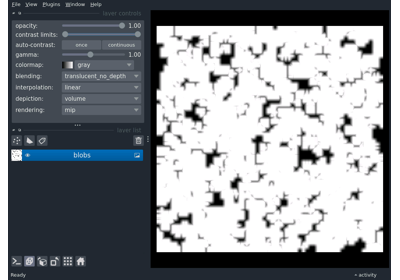 File View Plugins Window Help
layer controls
opacity: 1.00
contrast limits:
auto-contrast: once continuous
gamma: 1.00
colormap: gray
blending: translucent_no_depth
interpolation: linear
depiction: volume
rendering: mip
layer list
blobs
Ready
activity